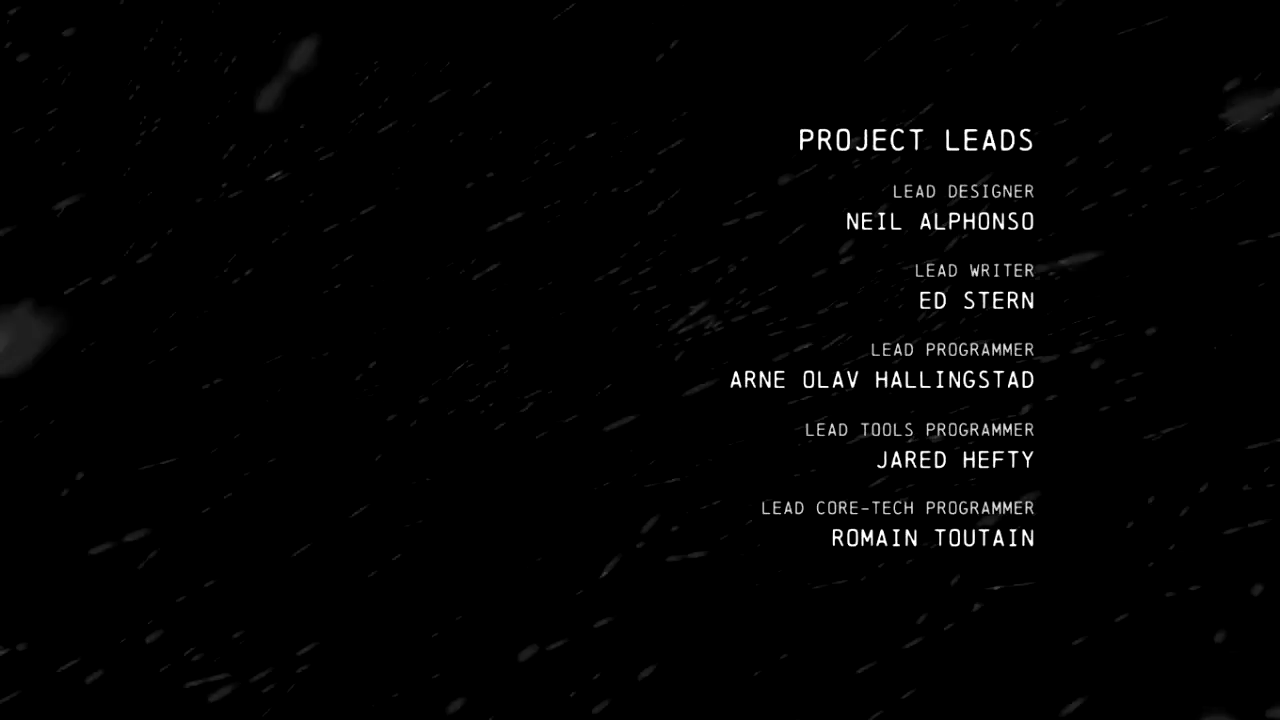 PROJECT LEADS
LEAD DESIGNER
NEIL ALPHONSO
LEAD WRITER
ED STERN
LEAD PROGRAMMER
ARNE OLAV HALLINGSTAD
LEAD TOOLS PROGRAMMER
JARED HEFTY
LEAD CORE-TECH PROGRAMMER
ROMAIN TOUTAIN